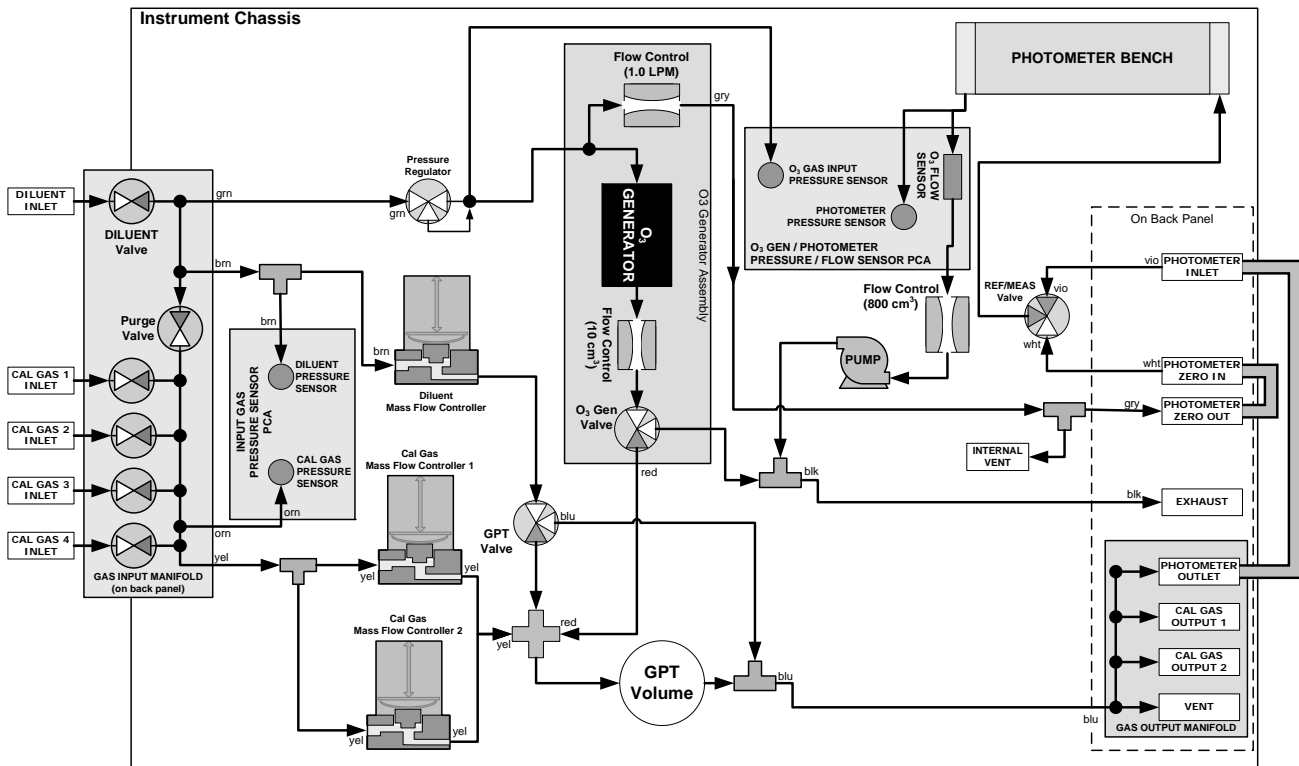 Instrument Chassis
Flow Control
(1.0 LPM)
gry
PHOTOMETER BENCH
Pressure
Regulator
O3 GAS INPUT
PRESSURE SENSOR
O3 FLOW
SENSOR
PHOTOMETER
PRESSURE SENSOR
O3 GEN / PHOTOMETER
PRESSURE / FLOW SENSOR PCA
O3
GENERATOR
O3 Generator Assembly
DILUENT
INLET
grn
grn
DILUENT
Valve
brn
On Back Panel
vio
PHOTOMETER
INLET
REF/MEAS
Valve
vio
wht
wht
PHOTOMETER
ZERO IN
gry
PHOTOMETER
ZERO OUT
Flow Control
(800 cm3)
PUMP
Purge
Valve
brn
brn
DILUENT
PRESSURE
SENSOR
INPUT GAS
PRESSURE SENSOR
PCA
CAL GAS
PRESSURE
SENSOR
Diluent
Mass Flow Controller
Flow Control
(10 cm3)
O3 Gen
Valve
red
CAL GAS 1
INLET
CAL GAS 2
INLET
CAL GAS 3
INLET
CAL GAS 4
INLET
orn
orn
yel
GAS INPUT MANIFOLD
(on back panel)
INTERNAL
VENT
blk
blk
EXHAUST
Cal Gas
Mass Flow Controller 1
yel
yel
GPT
Valve
blu
Cal Gas
Mass Flow Controller 2
yel
yel
yel
red
GPT
Volume
blu
blu
PHOTOMETER
OUTLET
CAL GAS
OUTPUT 1
CAL GAS
OUTPUT 2
VENT
GAS OUTPUT MANIFOLD